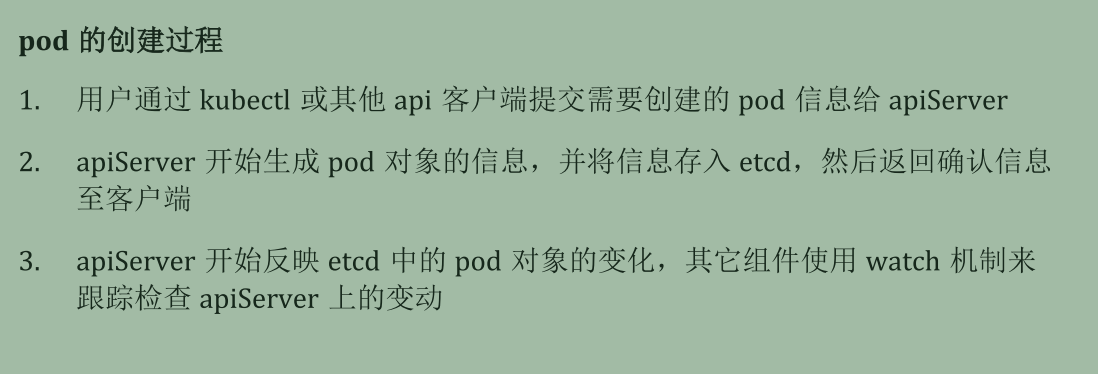 pod 的创建过程
1. 用户通过 kubectl 或其他 api 客户端提交需要创建的 pod 信息给 apiServer
2. apiServer 开始生成 pod 对象的信息，并将信息存入 etcd，然后返回确认信息
至客户端
3. apiServer 开始反映 etcd 中的 pod 对象的变化，其它组件使用 watch 机制来
跟踪检查 apiServer 上的变动